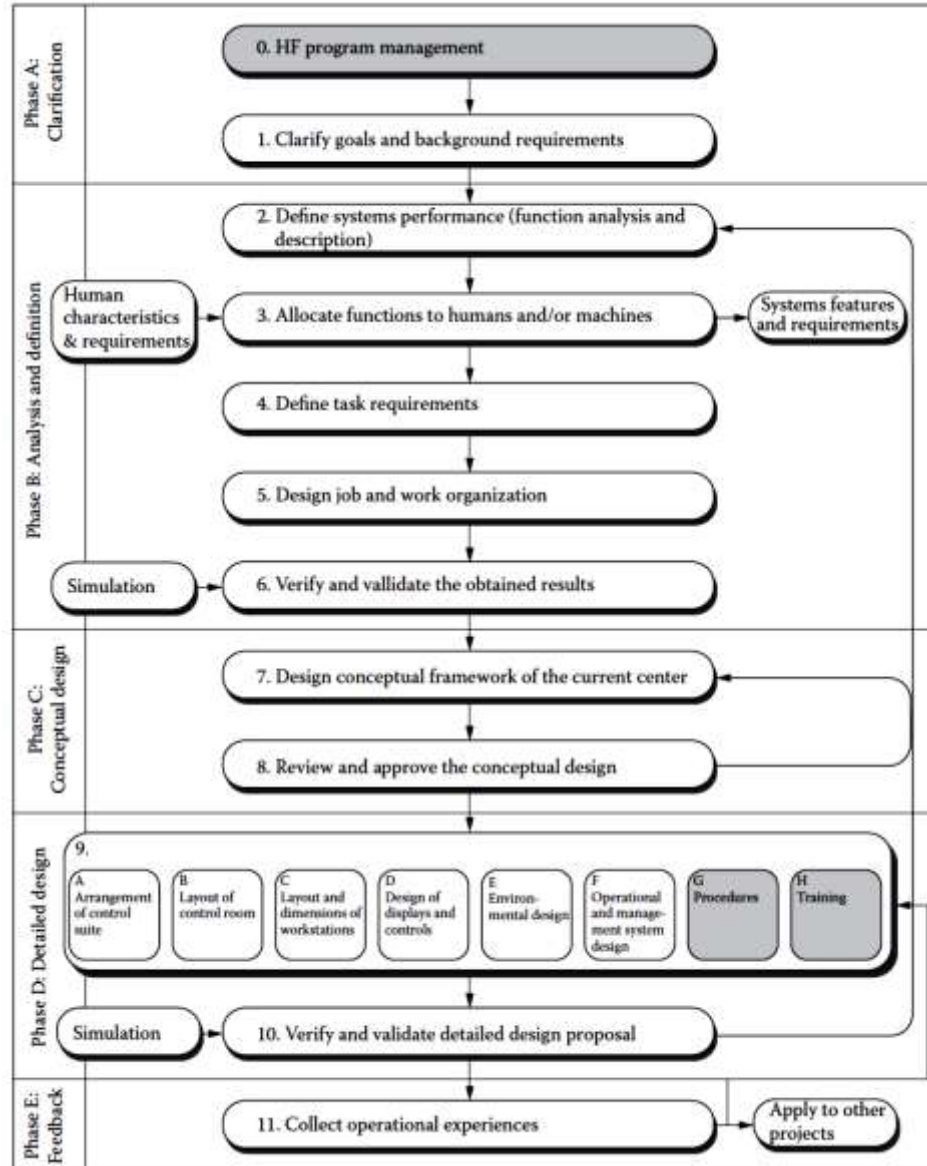 Phase A:
Clarification
0. HF program management
1. Clarify goals and background requirements
Phase B: Analysis and definition
2. Define systems performance (function analysis and
description)
Human
characteristics
& requirements
3. Allocate functions to humans and/or machines
Systems features
and requirements
4. Define task requirements
5. Design job and work organization
Simulation
6. Verify and vallidate the obtained results
Phase C:
Conceptual design
7. Design conceptual framework of the current center
8. Review and approve the conceptual design
Phase D: Detailed design
9.
A
Arrangement
of control
suite
B
Layout of
control room
C
Layout and
dimensions of
workstations
D
Design of
displays and
controls
E
Environ-
mental design
F
Operational
and manage-
ment system
design
G
Procedures
H
Training
Simulation
10. Verify and validate detailed design proposal
Phase E:
Feedback
11. Collect operational experiences
Apply to other
projects